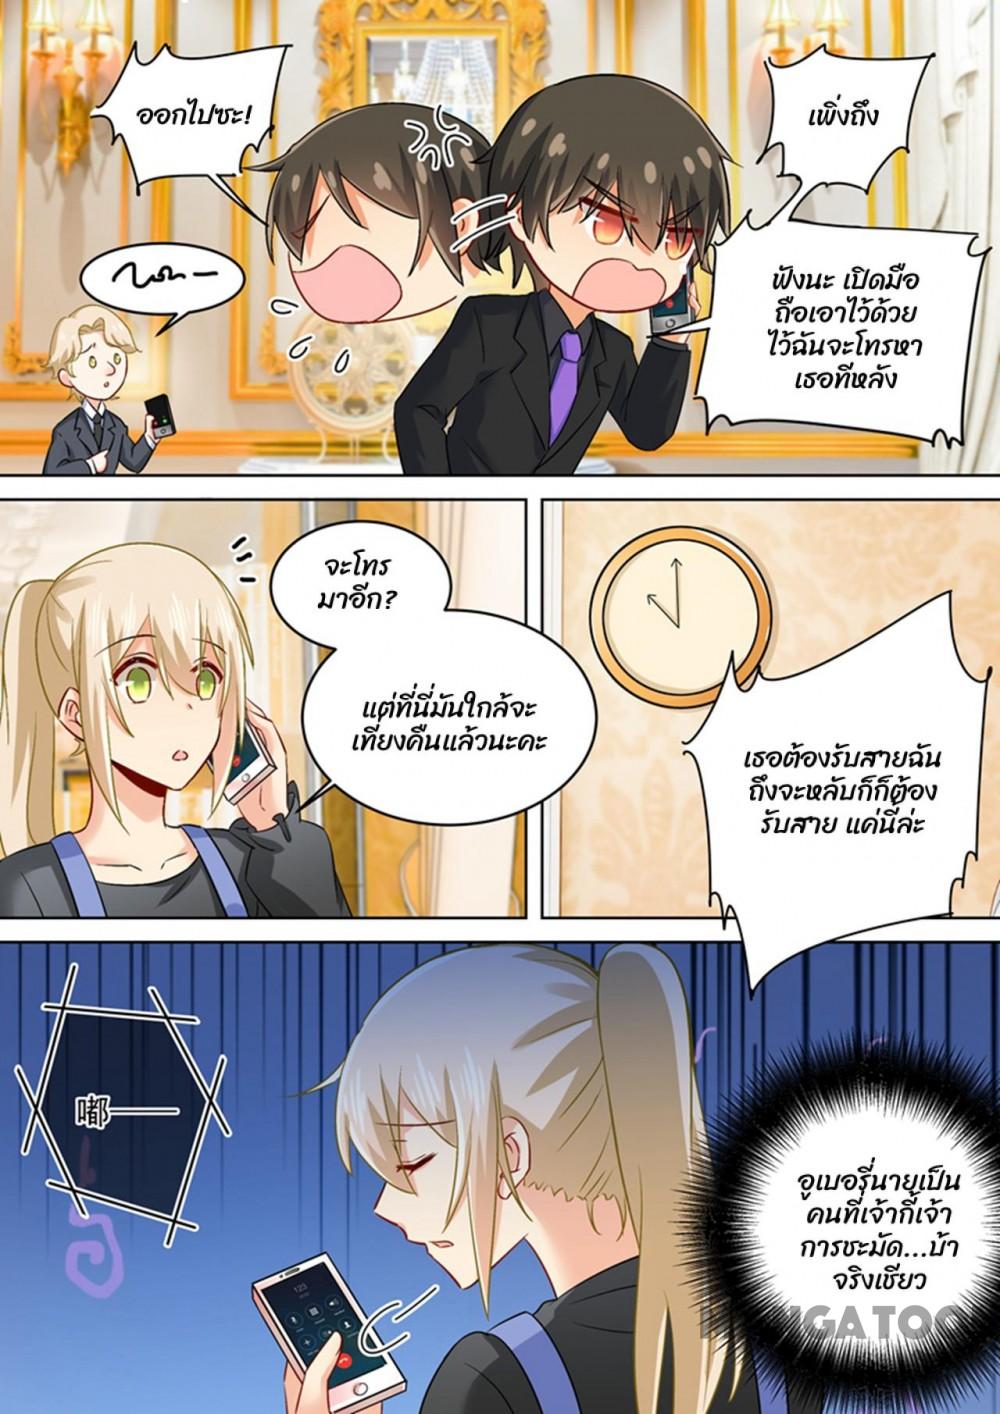 ออกไปซะ!
เพิ่งถึง
ฟังนะ เปิดมือ
ถือเอาไว้ด้วย
ไว้ฉันจะโทรหา
เธอทีหลัง
จะโทร
มาอีก?
แต่ที่นี่มันใกล้จะ
เที่ยงคืนแล้วนะคะ
เธอต้องรับสายฉัน
ถึงจะหลับก็ก็ต้อง
รับสาย แค่นี้ล่ะ
嘟——
อูเบอรี่นายเป็น
คนที่เจ้ากี้เจ้า
การชะมัด...บ้า
จริงเชียว